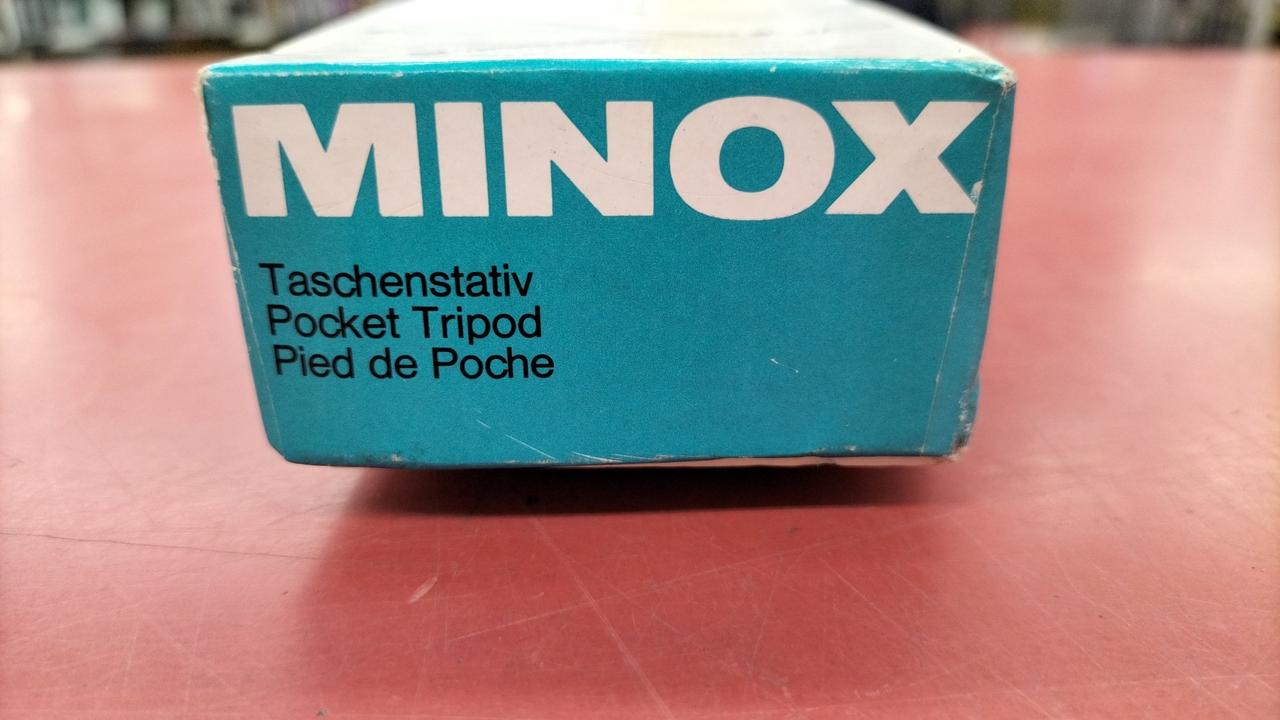 MINOX
Taschenstativ
Pocket Tripod
Pied de Poche